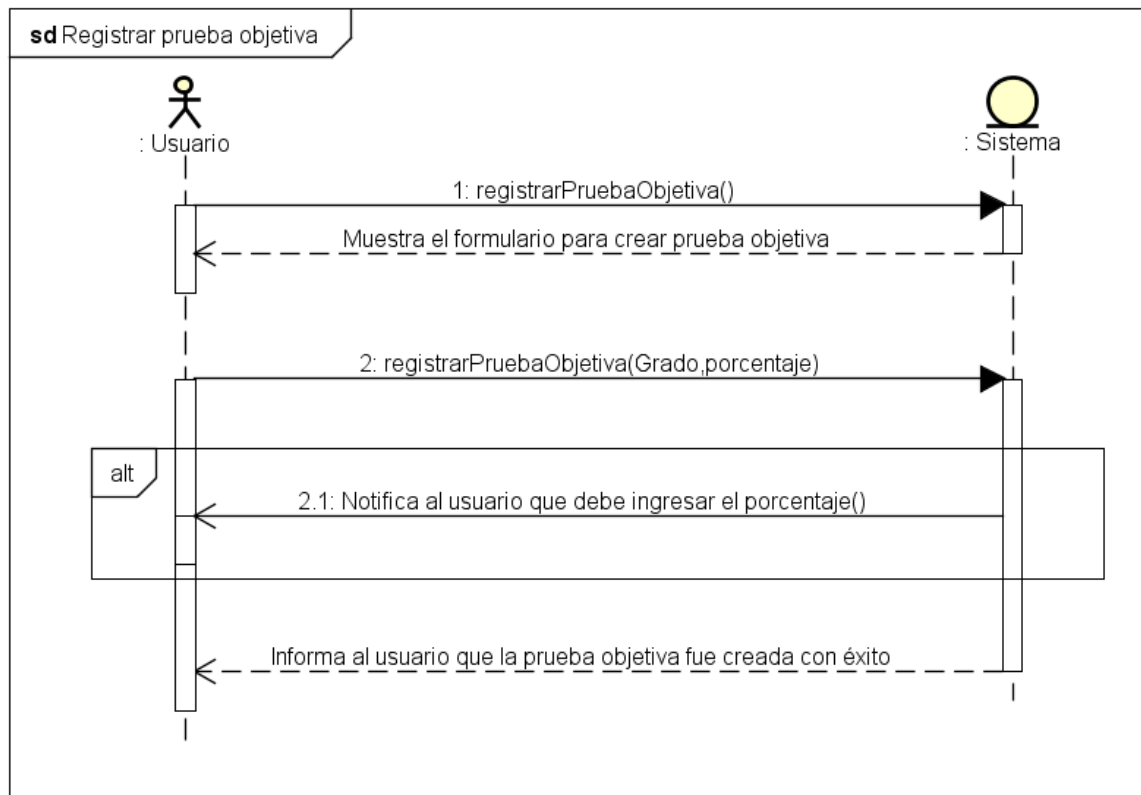 sd Registrar prueba objetiva
: Usuario
: Sistema
1: registrarPruebaObjetiva()
Muestra el formulario para crear prueba objetiva
2: registrarPruebaObjetiva(Grado,porcentaje)
alt
2.1: Notifica al usuario que debe ingresar el porcentaje()
Informa al usuario que la prueba objetiva fue creada con éxito